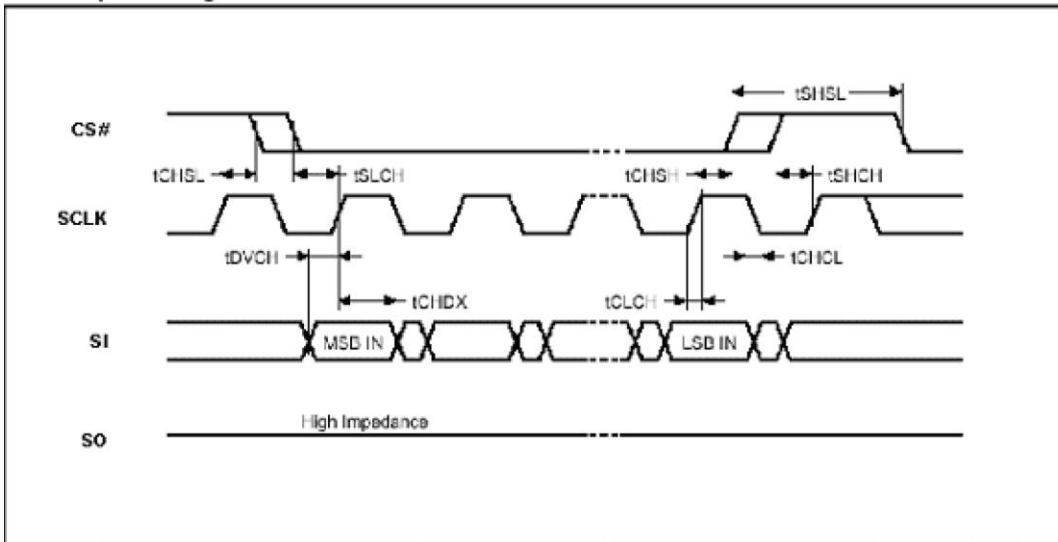 tSHSL
CS#
tCHSL
tSLCH
tCHSH
tSHCH
SCLK
tDVCH
tCHCL
tCHDX
tCLCH
SI
MSB IN
LSB IN
High Impedance
SO